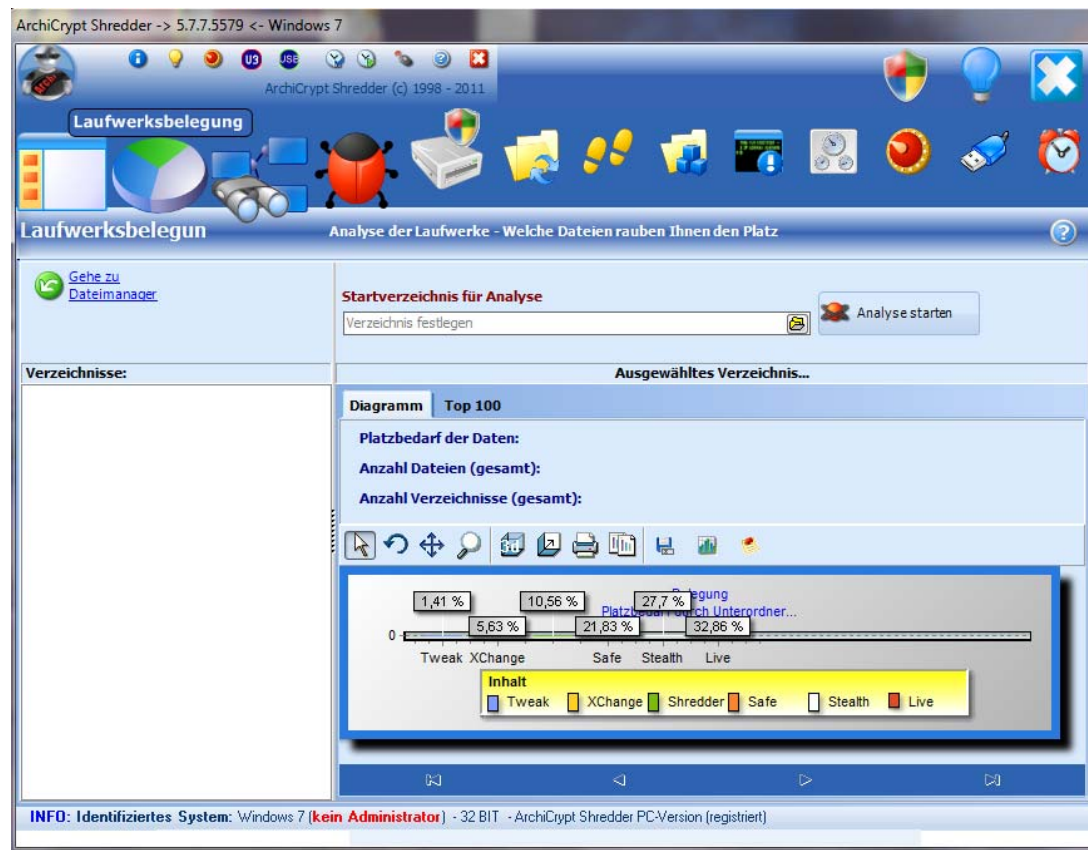 ArchiCrypt Shredder -> 5.7.7.5579 <- Windows 7
U3 USB
ArchiCrypt Shredder (c) 1998 - 2011
Laufwerksbelegung
Laufwerksbelegun
Analyse der Laufwerke - Welche Dateien rauben Ihnen den Platz
Gehe zu
Dateimanager
Startverzeichnis für Analyse
Verzeichnis festlegen
Analyse starten
Verzeichnisse:
Ausgewähltes Verzeichnis...
Diagramm Top 100
Platzbedarf der Daten:
Anzahl Dateien (gesamt):
Anzahl Verzeichnisse (gesamt):
3d
1,41 % 10,56 % 27,7 %
5,63 % 21,83 % 32,86 %
0
Tweak XChange Safe Stealth Live
Inhalt
Tweak XChange Shredder Safe Stealth Live
INFO: Identifiziertes System: Windows 7 (kein Administrator) - 32 BIT - ArchiCrypt Shredder PC-Version (registriert)